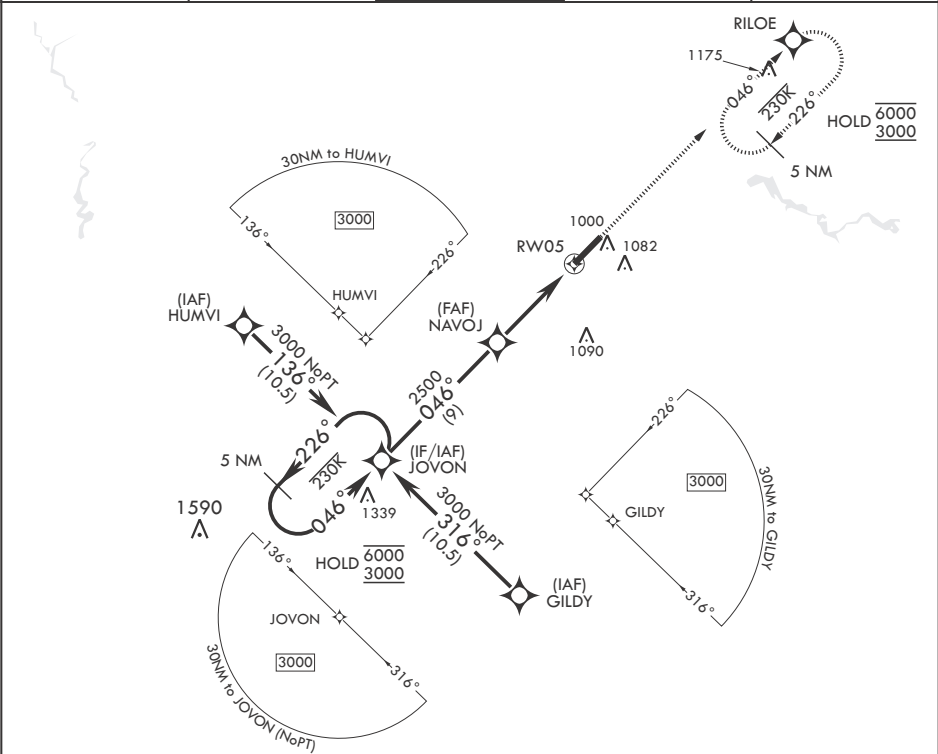 RILOE
1175
046°
230K
226°
HOLD 6000
3000
5 NM
30NM to HUMVI
3000
136°
226°
HUMVI
1000
RW05
1082
(IAF)
HUMVI
(FAF)
NAVOJ
3000 NoPT
136°
(10.5)
1090
2500
046°
(9)
226°
5 NM
230K
(IF/IAF)
JOVON
046°
1339
1590
226°
3000
GILDY
30NM to GILDY
316°
3000 NoPT
316°
(10.5)
HOLD 6000
3000
(IAF)
GILDY
136°
JOVON
3000
316°
30NM to JOVON (NoPT)